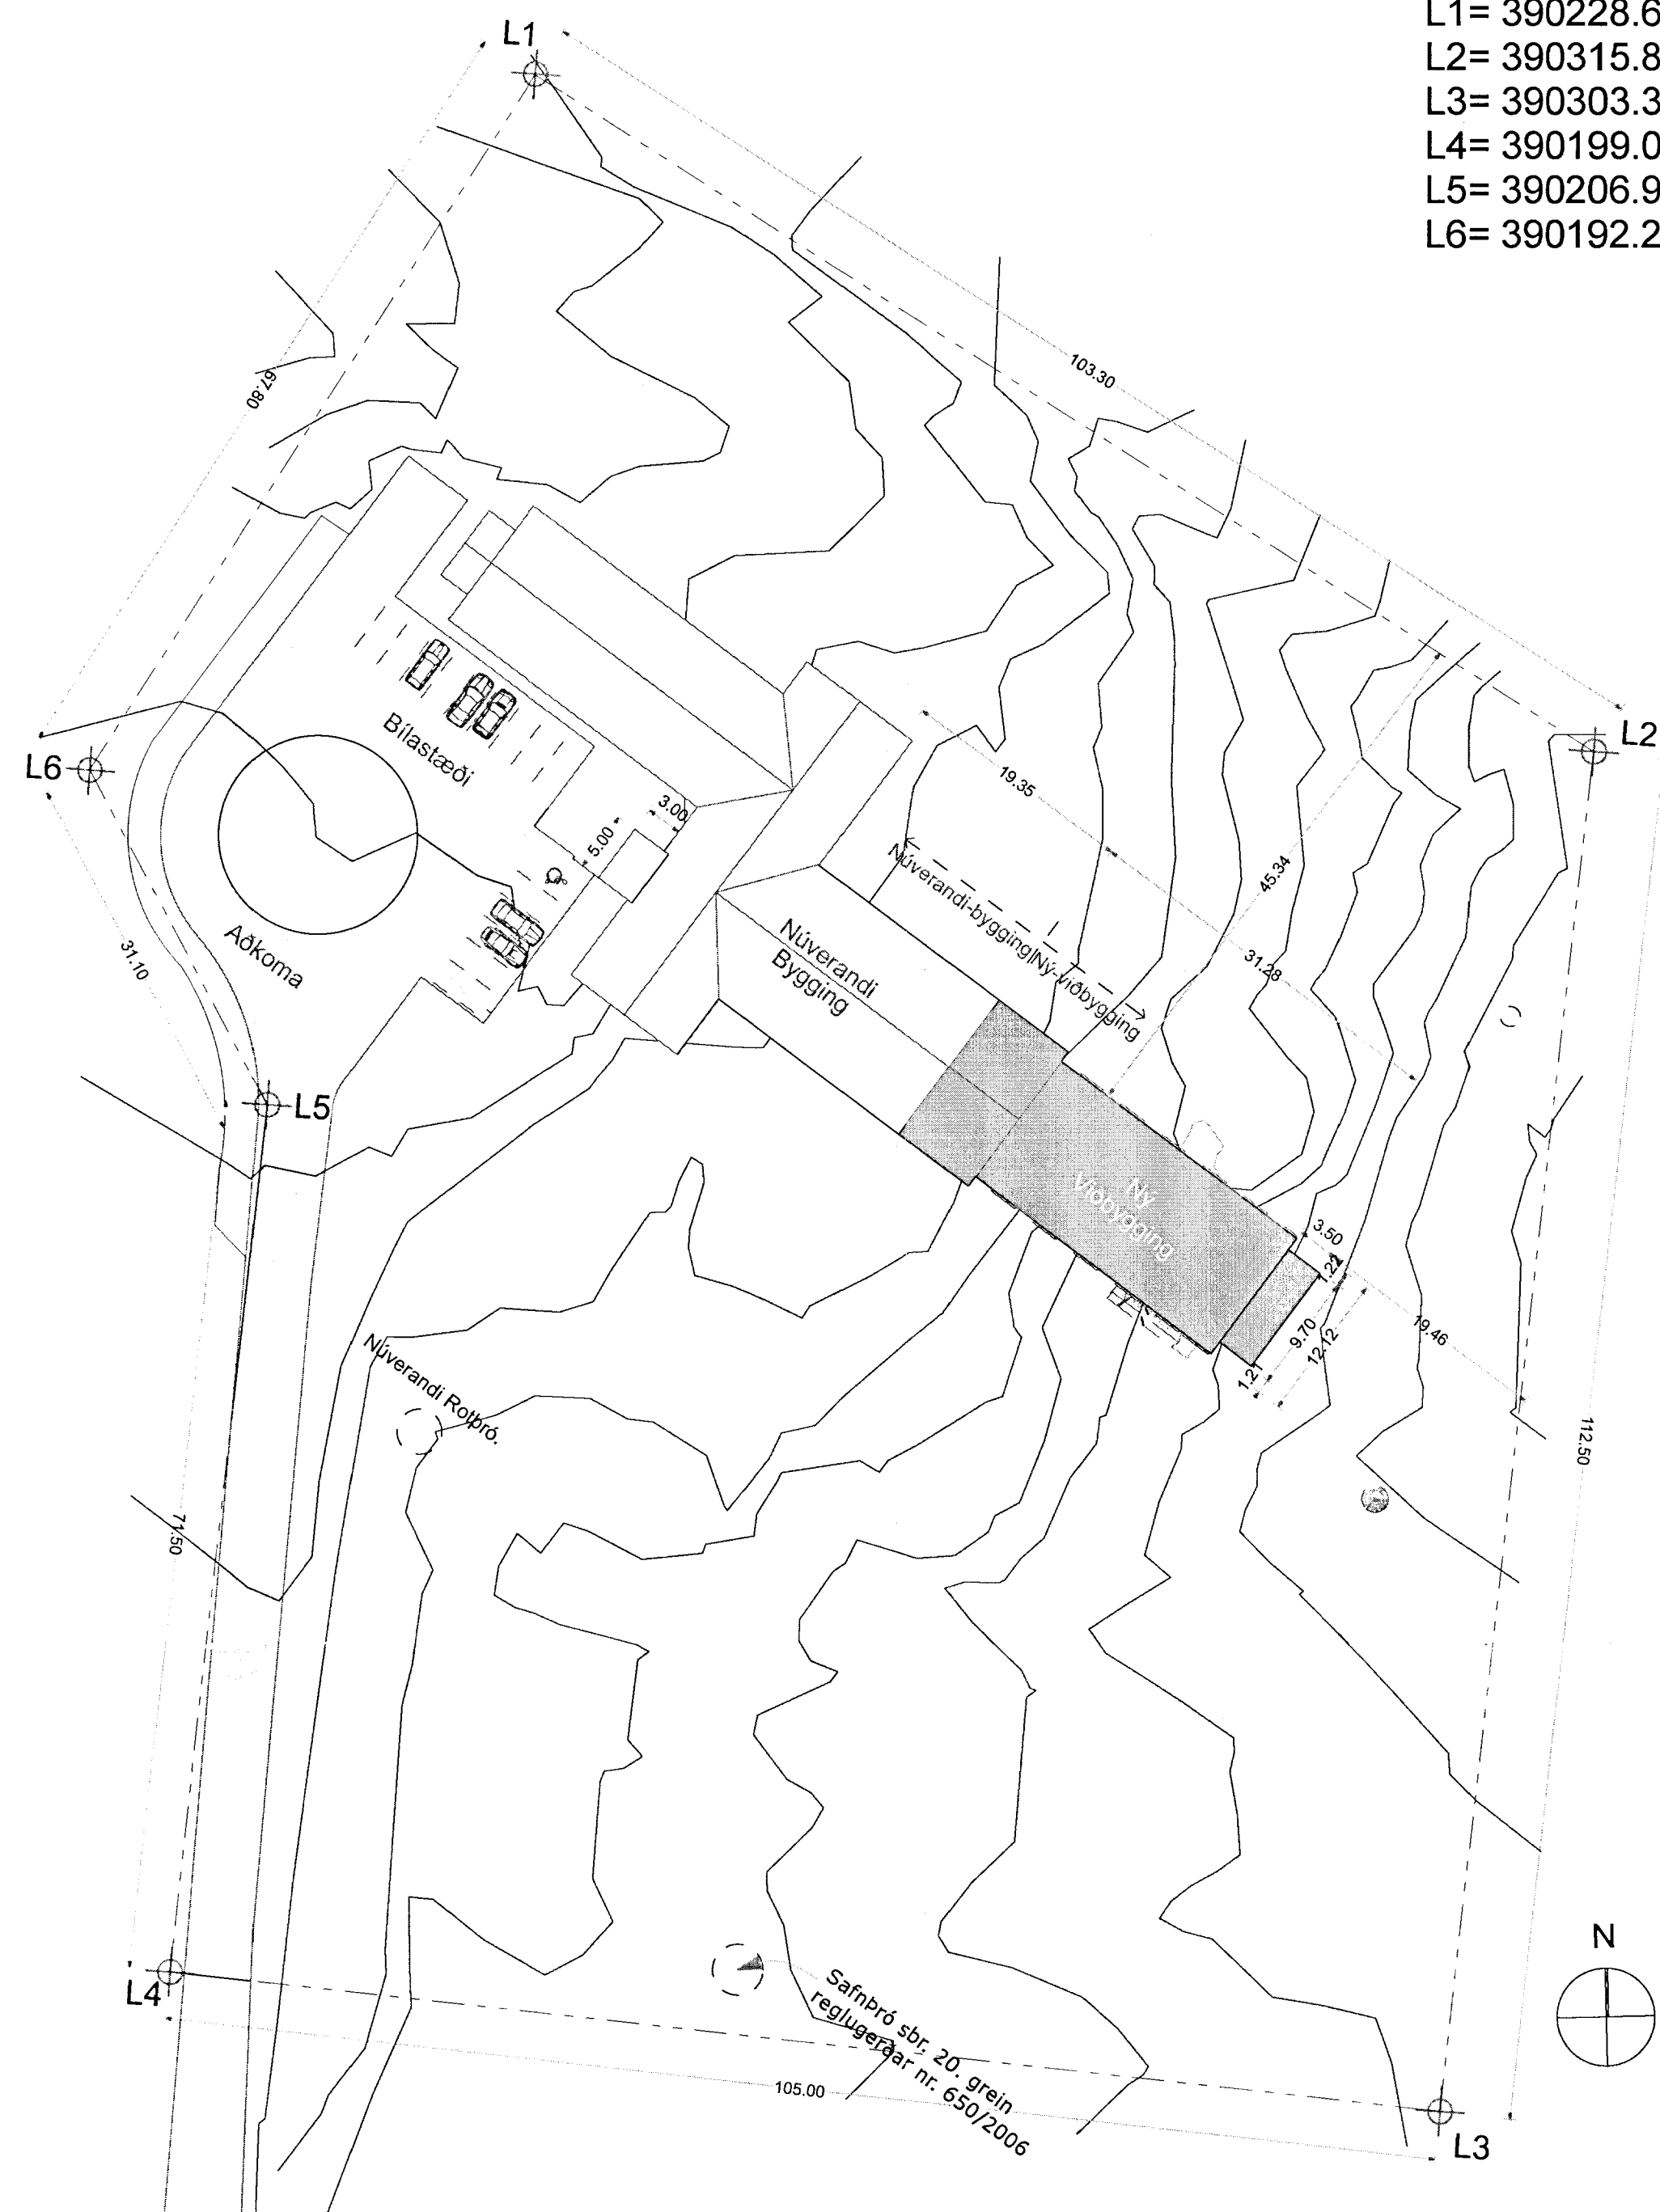 L1= 390228.6
L2= 390315.8
L3= 390303.3
L4= 390199.0
L5= 390206.9
L6= 390192.2
L1
103.30
67.80
L2
L6
Bílastæði
3.00
5.00
19.35
45.34
Núverandi-bygging
Ný-viðbygging
31.28
Núverandi
Bygging
Aðkoma
31.10
L5
Ný
Viðbygging
3.50
1.22
9.70
12.12
1.21
19.46
Núverandi Rotþró.
112.50
71.50
N
L4
Safnþró sbr. 20. grein
reglugerðar nr. 650/2006
105.00
L3